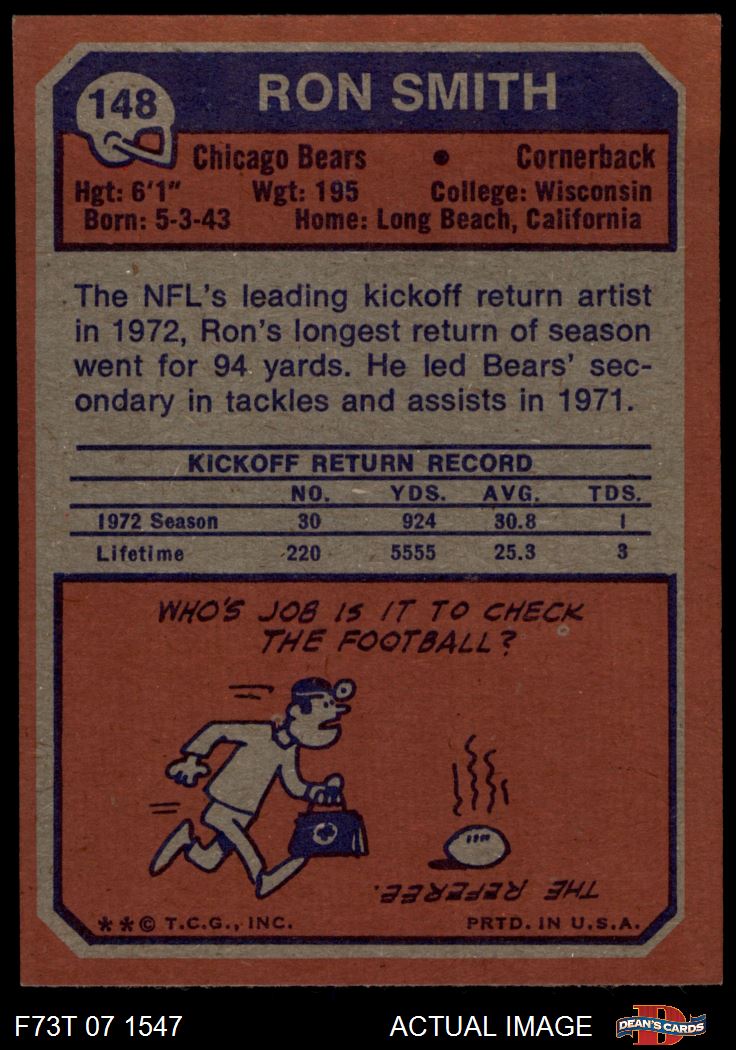 148
RON SMITH
Chicago Bears • Cornerback
Hgt: 6'1" Wgt: 195 College: Wisconsin
Born: 5-3-43 Home: Long Beach, California
The NFL's leading kickoff return artist
in 1972, Ron's longest return of season
went for 94 yards. He led Bears' sec-
ondary in tackles and assists in 1971.
KICKOFF RETURN RECORD
NO. YDS. AVG. TDS.
1972 Season 30 924 30.8 1
Lifetime 220 5555 25.3 3
WHO'S JOB IS IT TO CHECK
THE FOOTBALL?
THE REFEREE.
**© T.C.G., INC. PRTD. IN U.S.A.
F73T 07 1547 ACTUAL IMAGE D DEAN'S CARDS